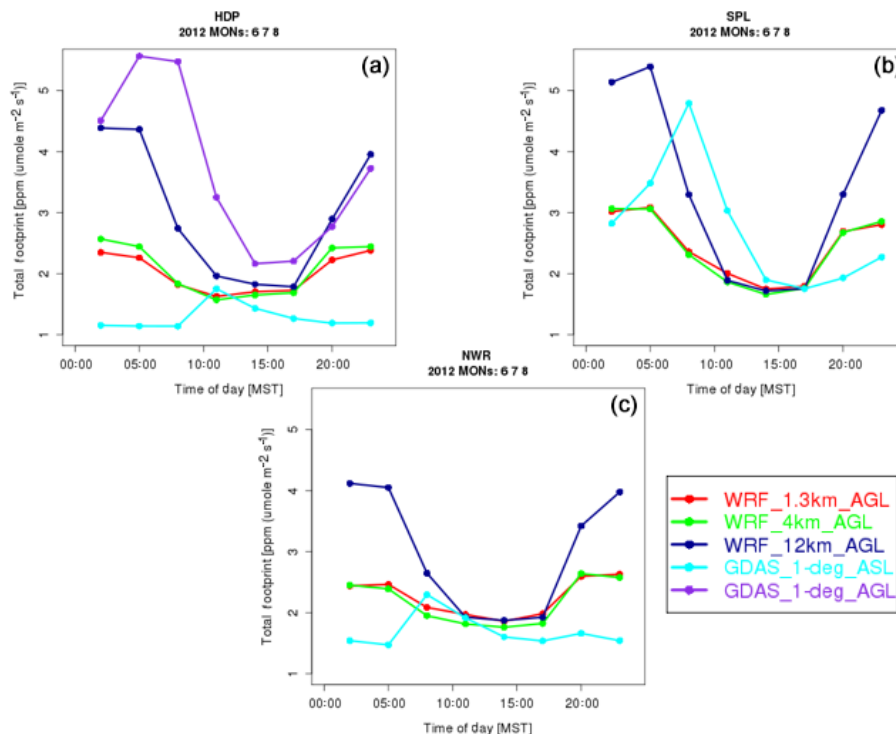 HDP
2012 MONs: 6 7 8
(a)
Total footprint [ppm (umole m−2 s−1)]
5
4
3
2
1
00:00 05:00 10:00 15:00 20:00
Time of day [MST]
SPL
2012 MONs: 6 7 8
(b)
Total footprint [ppm (umole m−2 s−1)]
5
4
3
2
1
00:00 05:00 10:00 15:00 20:00
Time of day [MST]
NWR
2012 MONs: 6 7 8
(c)
Total footprint [ppm (umole m−2 s−1)]
5
4
3
2
1
00:00 05:00 10:00 15:00 20:00
Time of day [MST]
WRF_1.3km_AGL
WRF_4km_AGL
WRF_12km_AGL
GDAS_1-deg_ASL
GDAS_1-deg_AGL